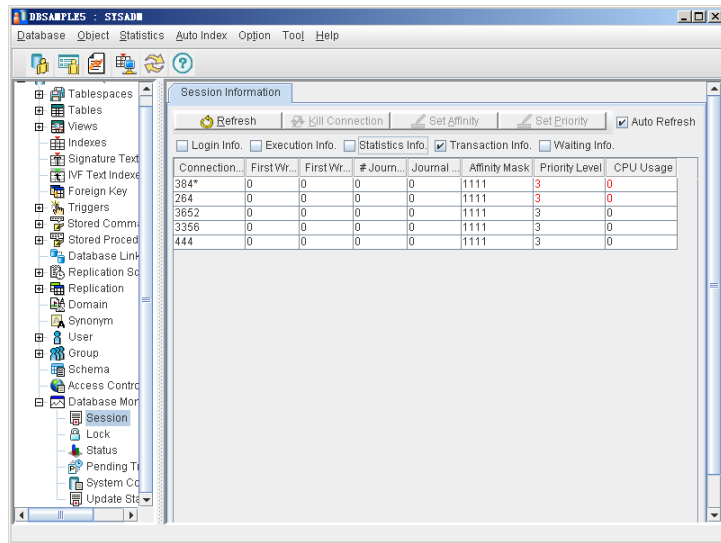 DBSAMPLE5 : SYSADM
Database Object Statistics Auto Index Option Tool Help
Tablespaces
Tables
Views
Indexes
Signature Text
IVF Text Indexe
Foreign Key
Triggers
Stored Comma
Stored Proced
Database Link
Replication Sc
Replication
Domain
Synonym
User
Group
Schema
Access Contro
Database Mor
Session
Lock
Status
Pending Tr
System Co
Update Sta
Session Information
Refresh Kill Connection Set Affinity Set Priority Auto Refresh
Login Info. Execution Info. Statistics Info. Transaction Info. Waiting Info.
Connection... First Wr... First Wr... # Journ... Journal ... Affinity Mask Priority Level CPU Usage
384* 0 0 0 0 1111 3 0
264 0 0 0 0 1111 3 0
3652 0 0 0 0 1111 3 0
3356 0 0 0 0 1111 3 0
444 0 0 0 0 1111 3 0